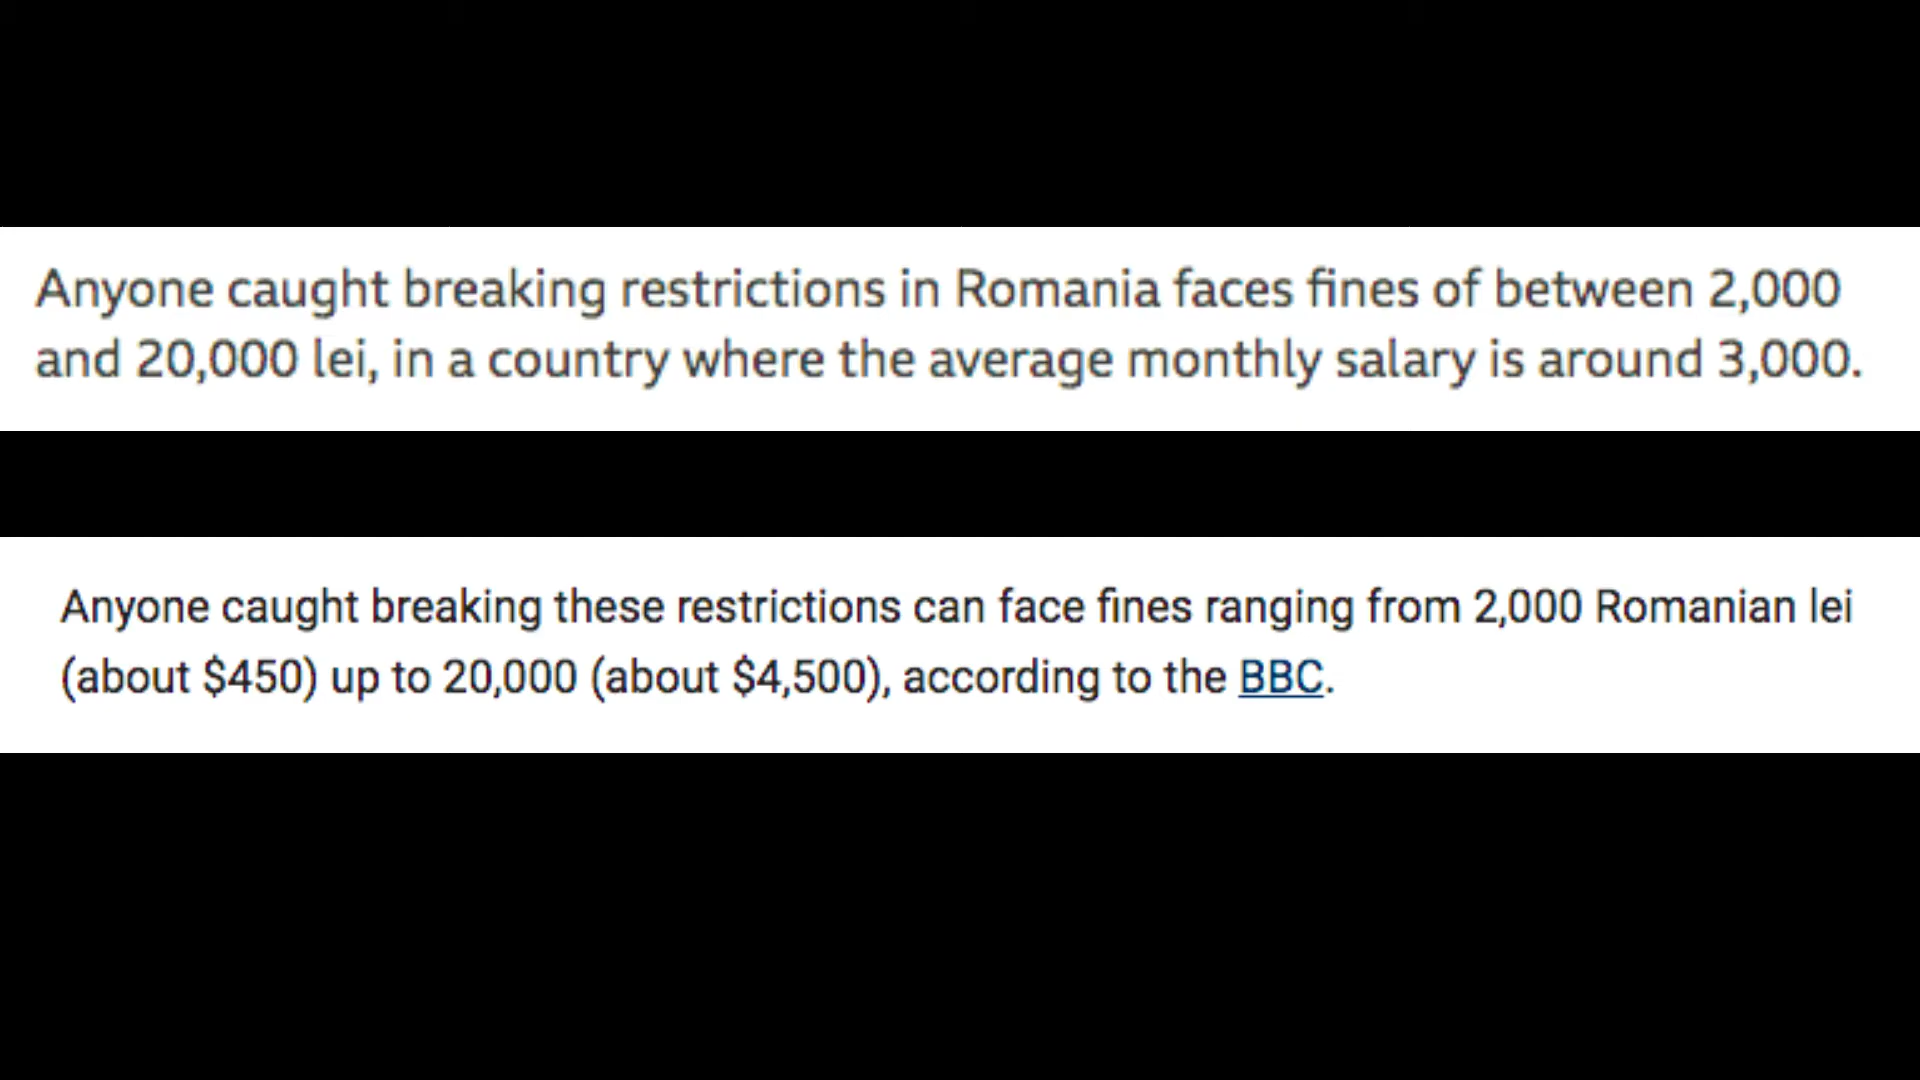 Anyone caught breaking restrictions in Romania faces fines of between 2,000
and 20,000 lei, in a country where the average monthly salary is around 3,000.
Anyone caught breaking these restrictions can face fines ranging from 2,000 Romanian lei
(about $450) up to 20,000 (about $4,500), according to the BBC.